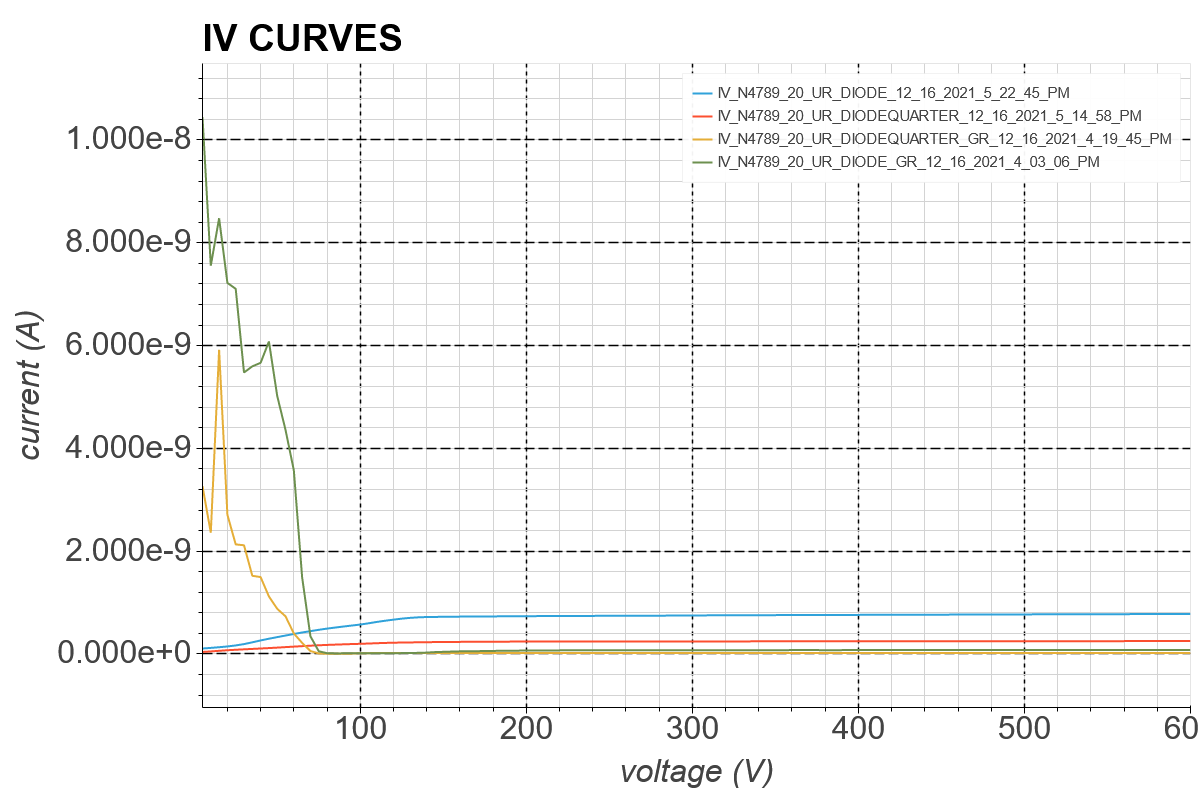 IV CURVES
IV_N4789_20_UR_DIODE_12_16_2021_5_22_45_PM
IV_N4789_20_UR_DIODEQUARTER_12_16_2021_5_14_58_PM
IV_N4789_20_UR_DIODEQUARTER_GR_12_16_2021_4_19_45_PM
IV_N4789_20_UR_DIODE_GR_12_16_2021_4_03_06_PM
1.000e-8
8.000e-9
6.000e-9
4.000e-9
2.000e-9
0.000e+0
current (A)
100 200 300 400 500 60
voltage (V)